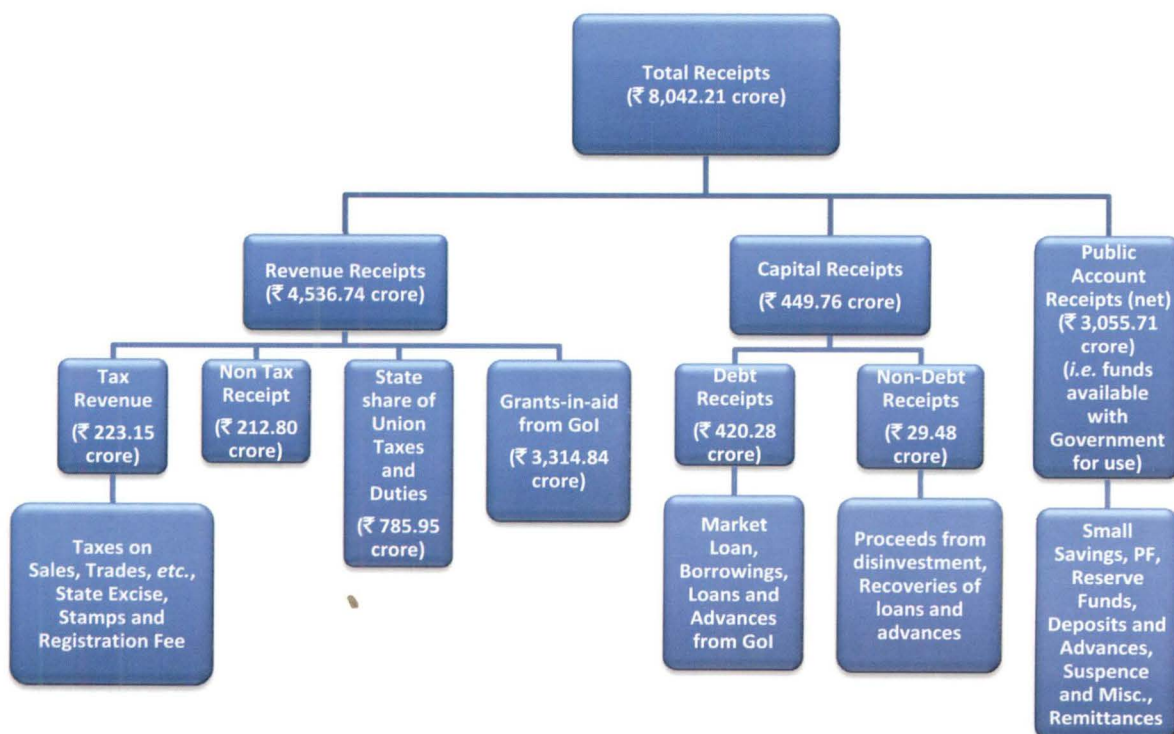 Total Receipts
(₹ 8,042.21 crore)
Revenue Receipts
(₹ 4,536.74 crore)
Capital Receipts
(₹ 449.76 crore)
Public
Account
Receipts (net)
(₹ 3,055.71
crore)
(i.e. funds
available
with
Government
for use)
Tax
Revenue
(₹ 223.15
crore)
Non Tax
Receipt
(₹ 212.80
crore)
State
share of
Union
Taxes
and
Duties
(₹ 785.95
crore)
Grants-in-aid
from GoI
(₹ 3,314.84
crore)
Debt
Receipts
(₹ 420.28
crore)
Non-Debt
Receipts
(₹ 29.48
crore)
Taxes on
Sales, Trades, etc.,
State Excise,
Stamps and
Registration Fee
Market
Loan,
Borrowings,
Loans and
Advances
from GoI
Proceeds from
disinvestment,
Recoveries of
loans and
advances
Small
Savings, PF,
Reserve
Funds,
Deposits and
Advances,
Suspence
and Misc.,
Remittances